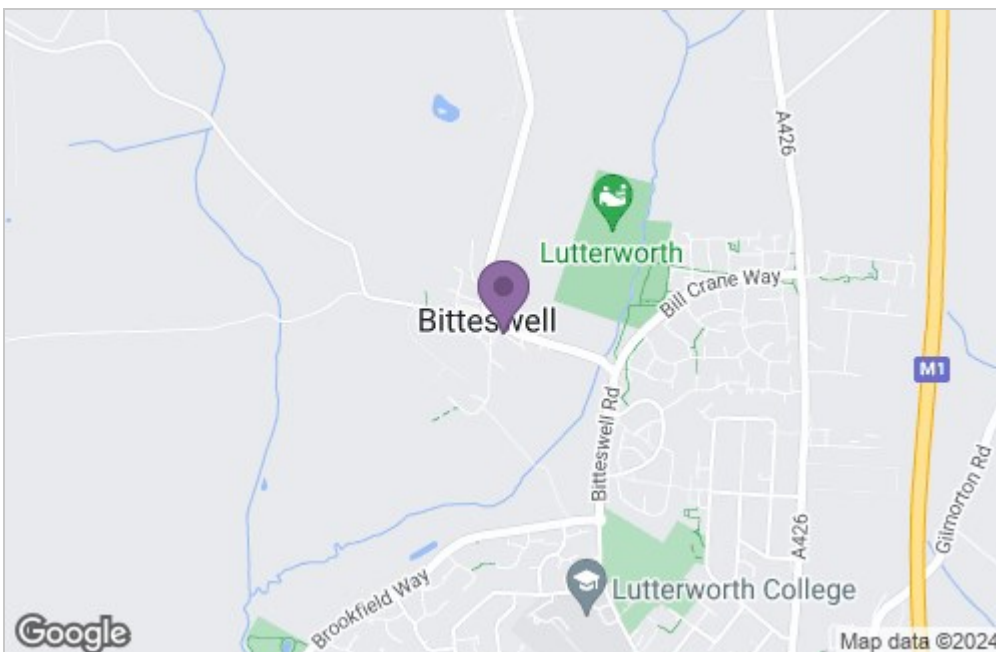 A426
Lutterworth
Bill Crane Way
Bitteswell
M1
Bitteswell Rd
Gilmorton Rd
A426
Brookfield Way
Lutterworth College
Google
Map data ©2024